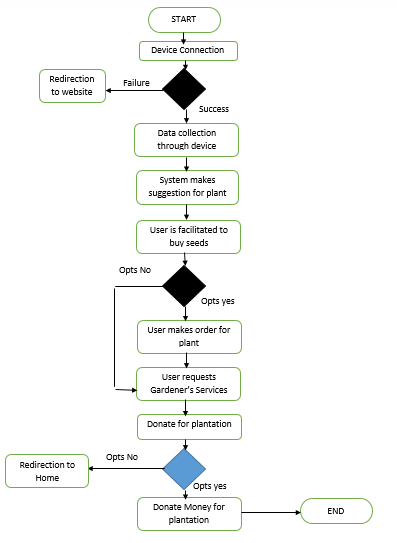 START
Device Connection
Redirection
to website
Failure
Success
Data collection
through device
System makes
suggestion for plant
User is facilitated to
buy seeds
Opts No
Opts yes
User makes order for
plant
User requests
Gardener's Services
Donate for plantation
Opts No
Redirection to
Home
Opts yes
Donate Money for
plantation
END